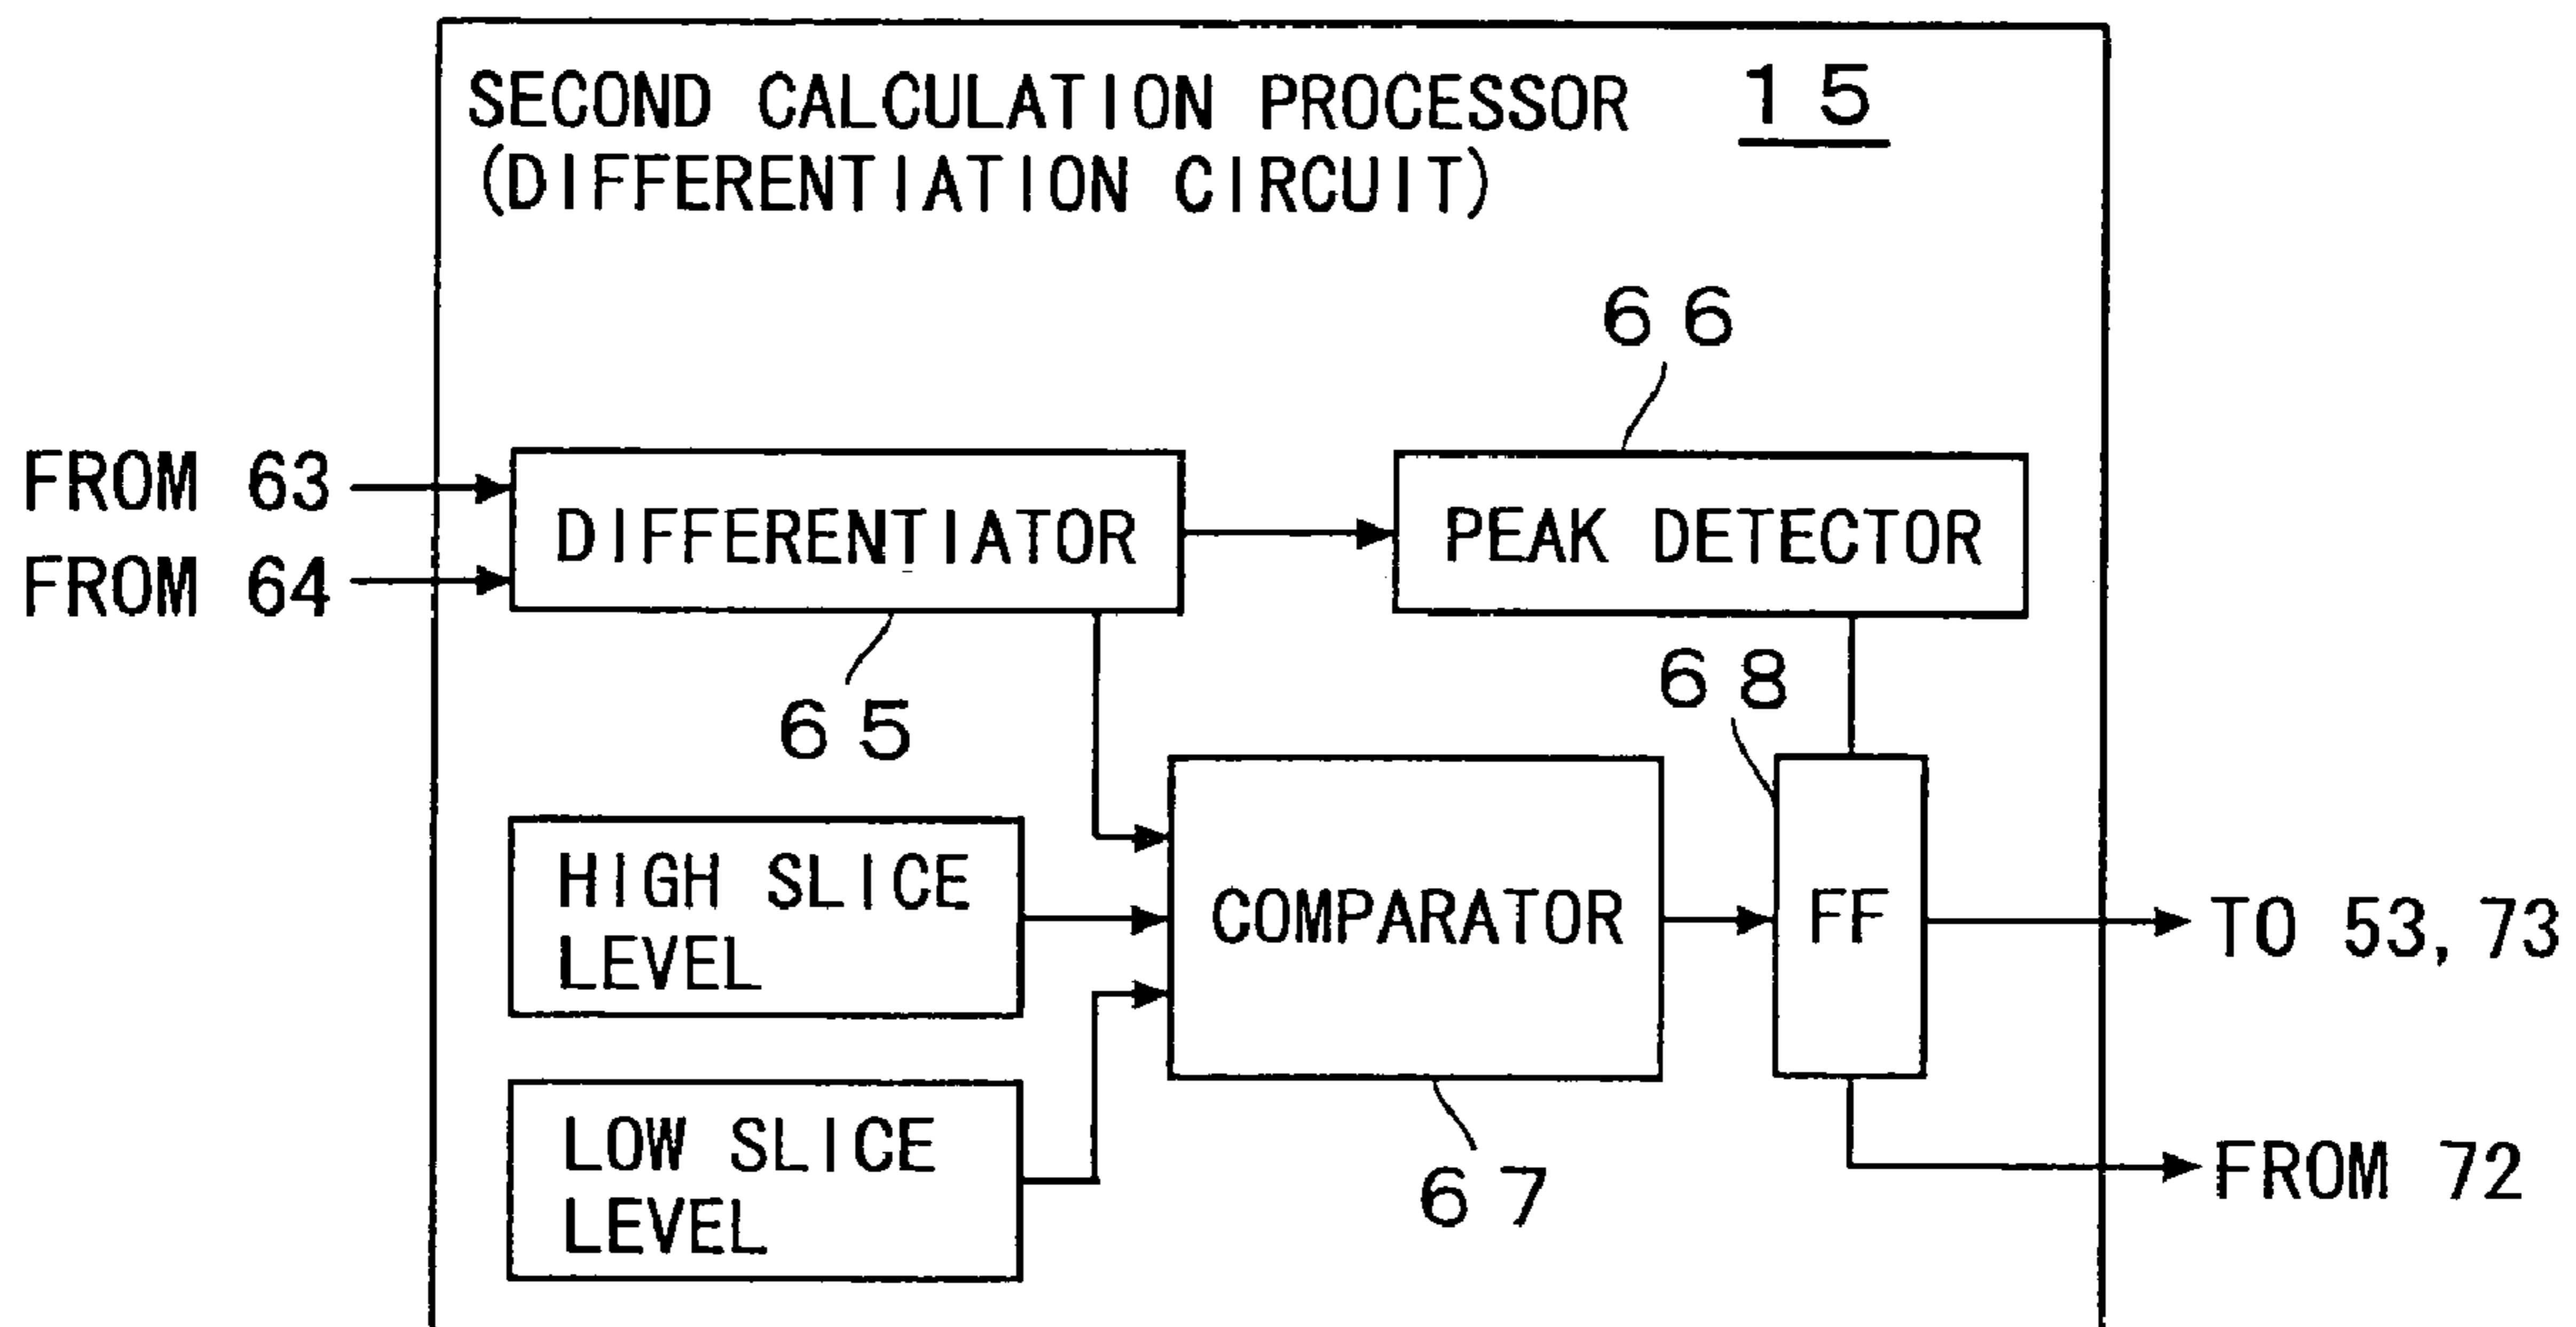 SECOND CALCULATION PROCESSOR 15
(DIFFERENTIATION CIRCUIT)
66
FROM 63
FROM 64
DIFFERENTIATOR
PEAK DETECTOR
65
68
HIGH SLICE
LEVEL
COMPARATOR
FF
TO 53, 73
LOW SLICE
LEVEL
67
FROM 72